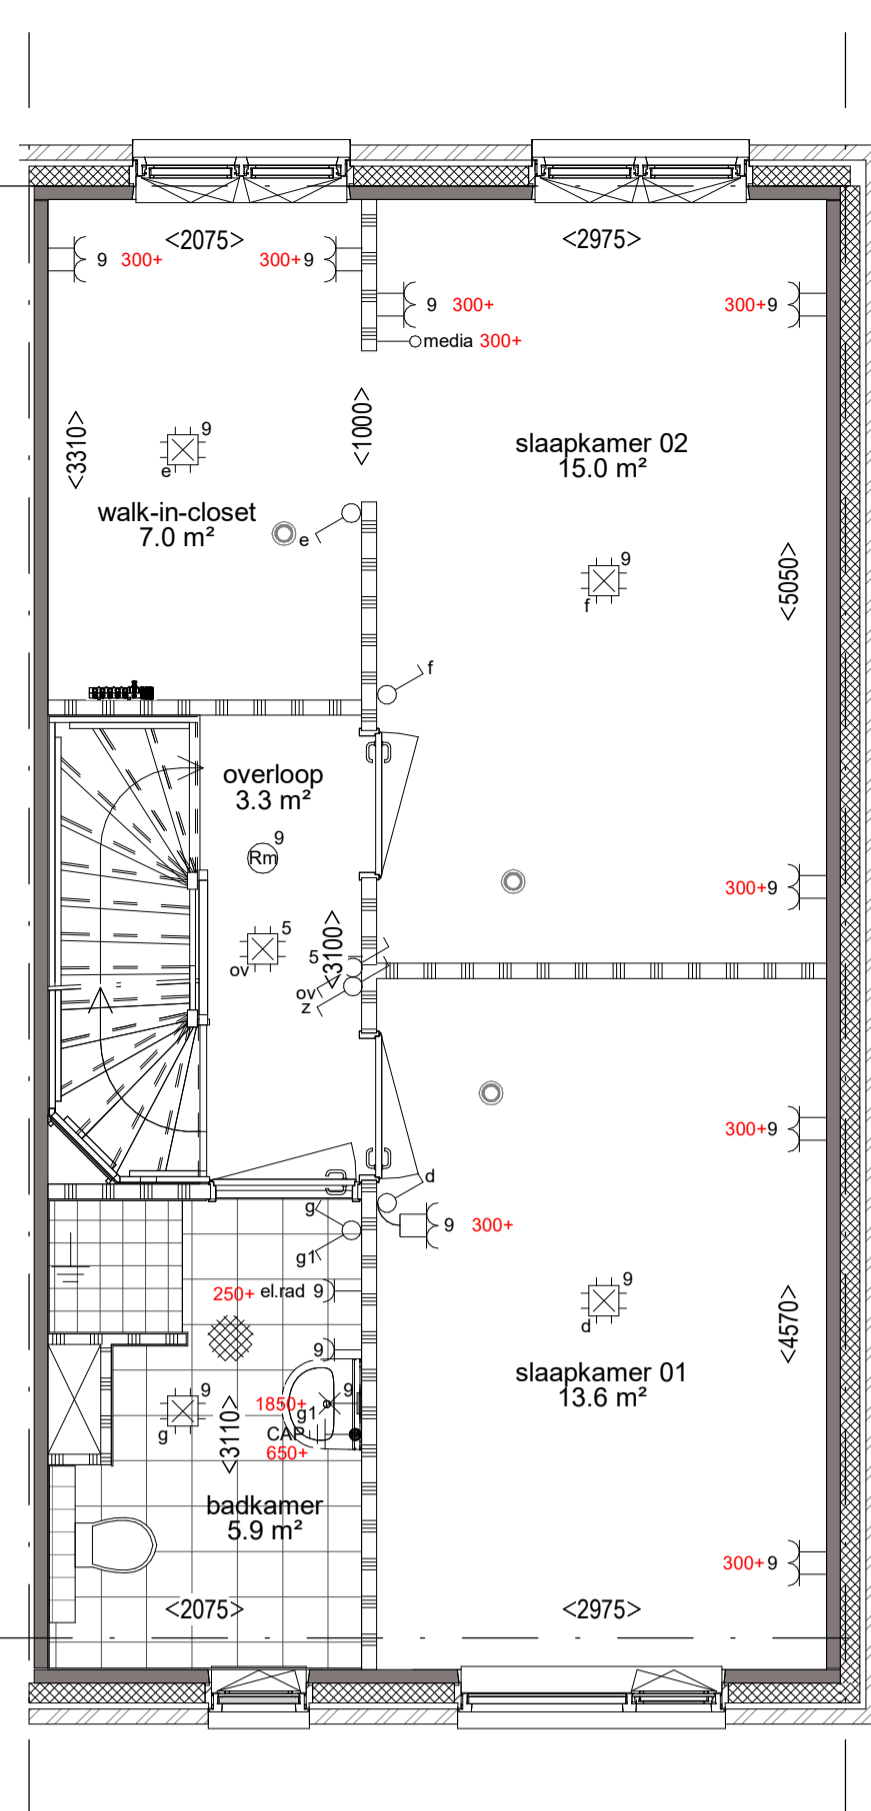 <2075>
<2975>
9 300+
300+9
9 300+
300+9
media 300+
<3310>
<1000>
9
e
slaapkamer 02
15.0 m²
walk-in-closet
7.0 m²
e
9
f
<5050>
f
overloop
3.3 m²
9
Rm
300+9
5
ov
<3100>
5
ov
z
300+9
d
g
g1
9 300+
250+ el.rad 9
9
d
<4570>
9
slaapkamer 01
13.6 m²
9
g
<3110>
1850+
9
g1
CAP
650+
badkamer
5.9 m²
300+9
<2075>
<2975>